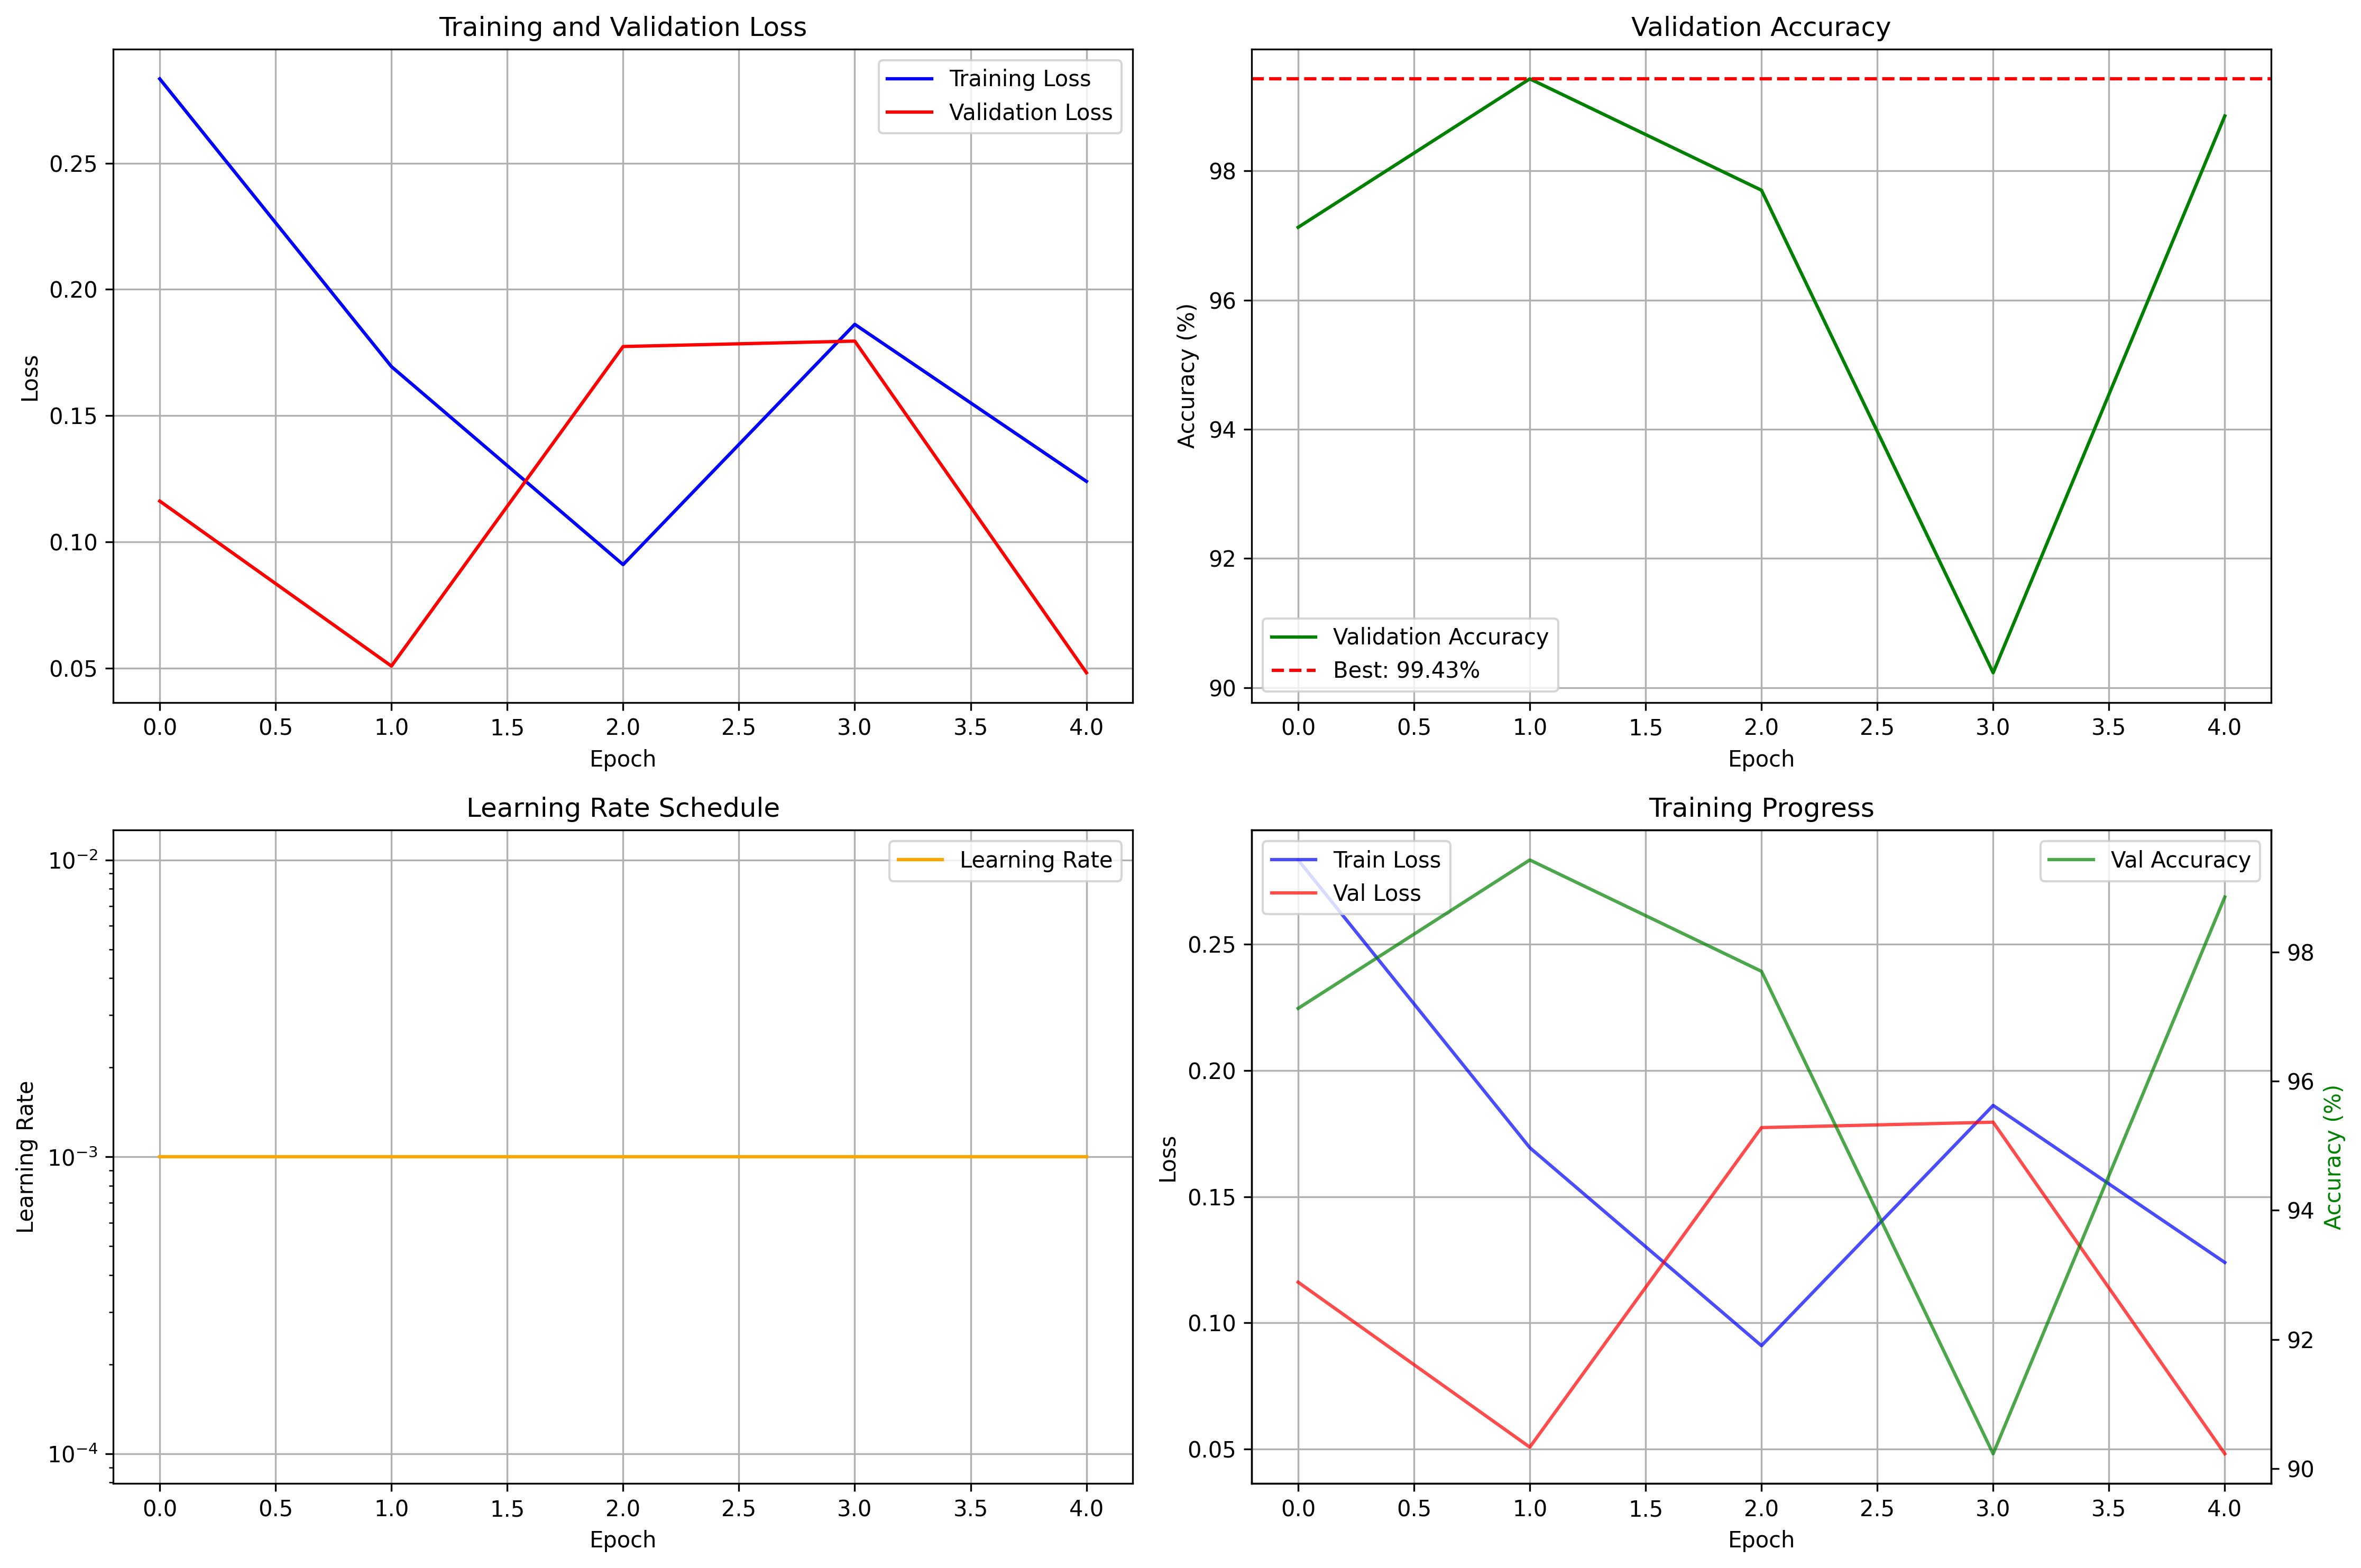 Training and Validation Loss
Training Loss
Validation Loss
0.25
0.20
0.15
0.10
0.05
Loss
0.0 0.5 1.0 1.5 2.0 2.5 3.0 3.5 4.0
Epoch
Validation Accuracy
98
96
94
92
90
Accuracy (%)
Validation Accuracy
Best: 99.43%
0.0 0.5 1.0 1.5 2.0 2.5 3.0 3.5 4.0
Epoch
Learning Rate Schedule
Learning Rate
10⁻²
10⁻³
10⁻⁴
Learning Rate
0.0 0.5 1.0 1.5 2.0 2.5 3.0 3.5 4.0
Epoch
Training Progress
Train Loss
Val Loss
Val Accuracy
0.25
0.20
0.15
0.10
0.05
Loss
98
96
94
92
90
Accuracy (%)
0.0 0.5 1.0 1.5 2.0 2.5 3.0 3.5 4.0
Epoch